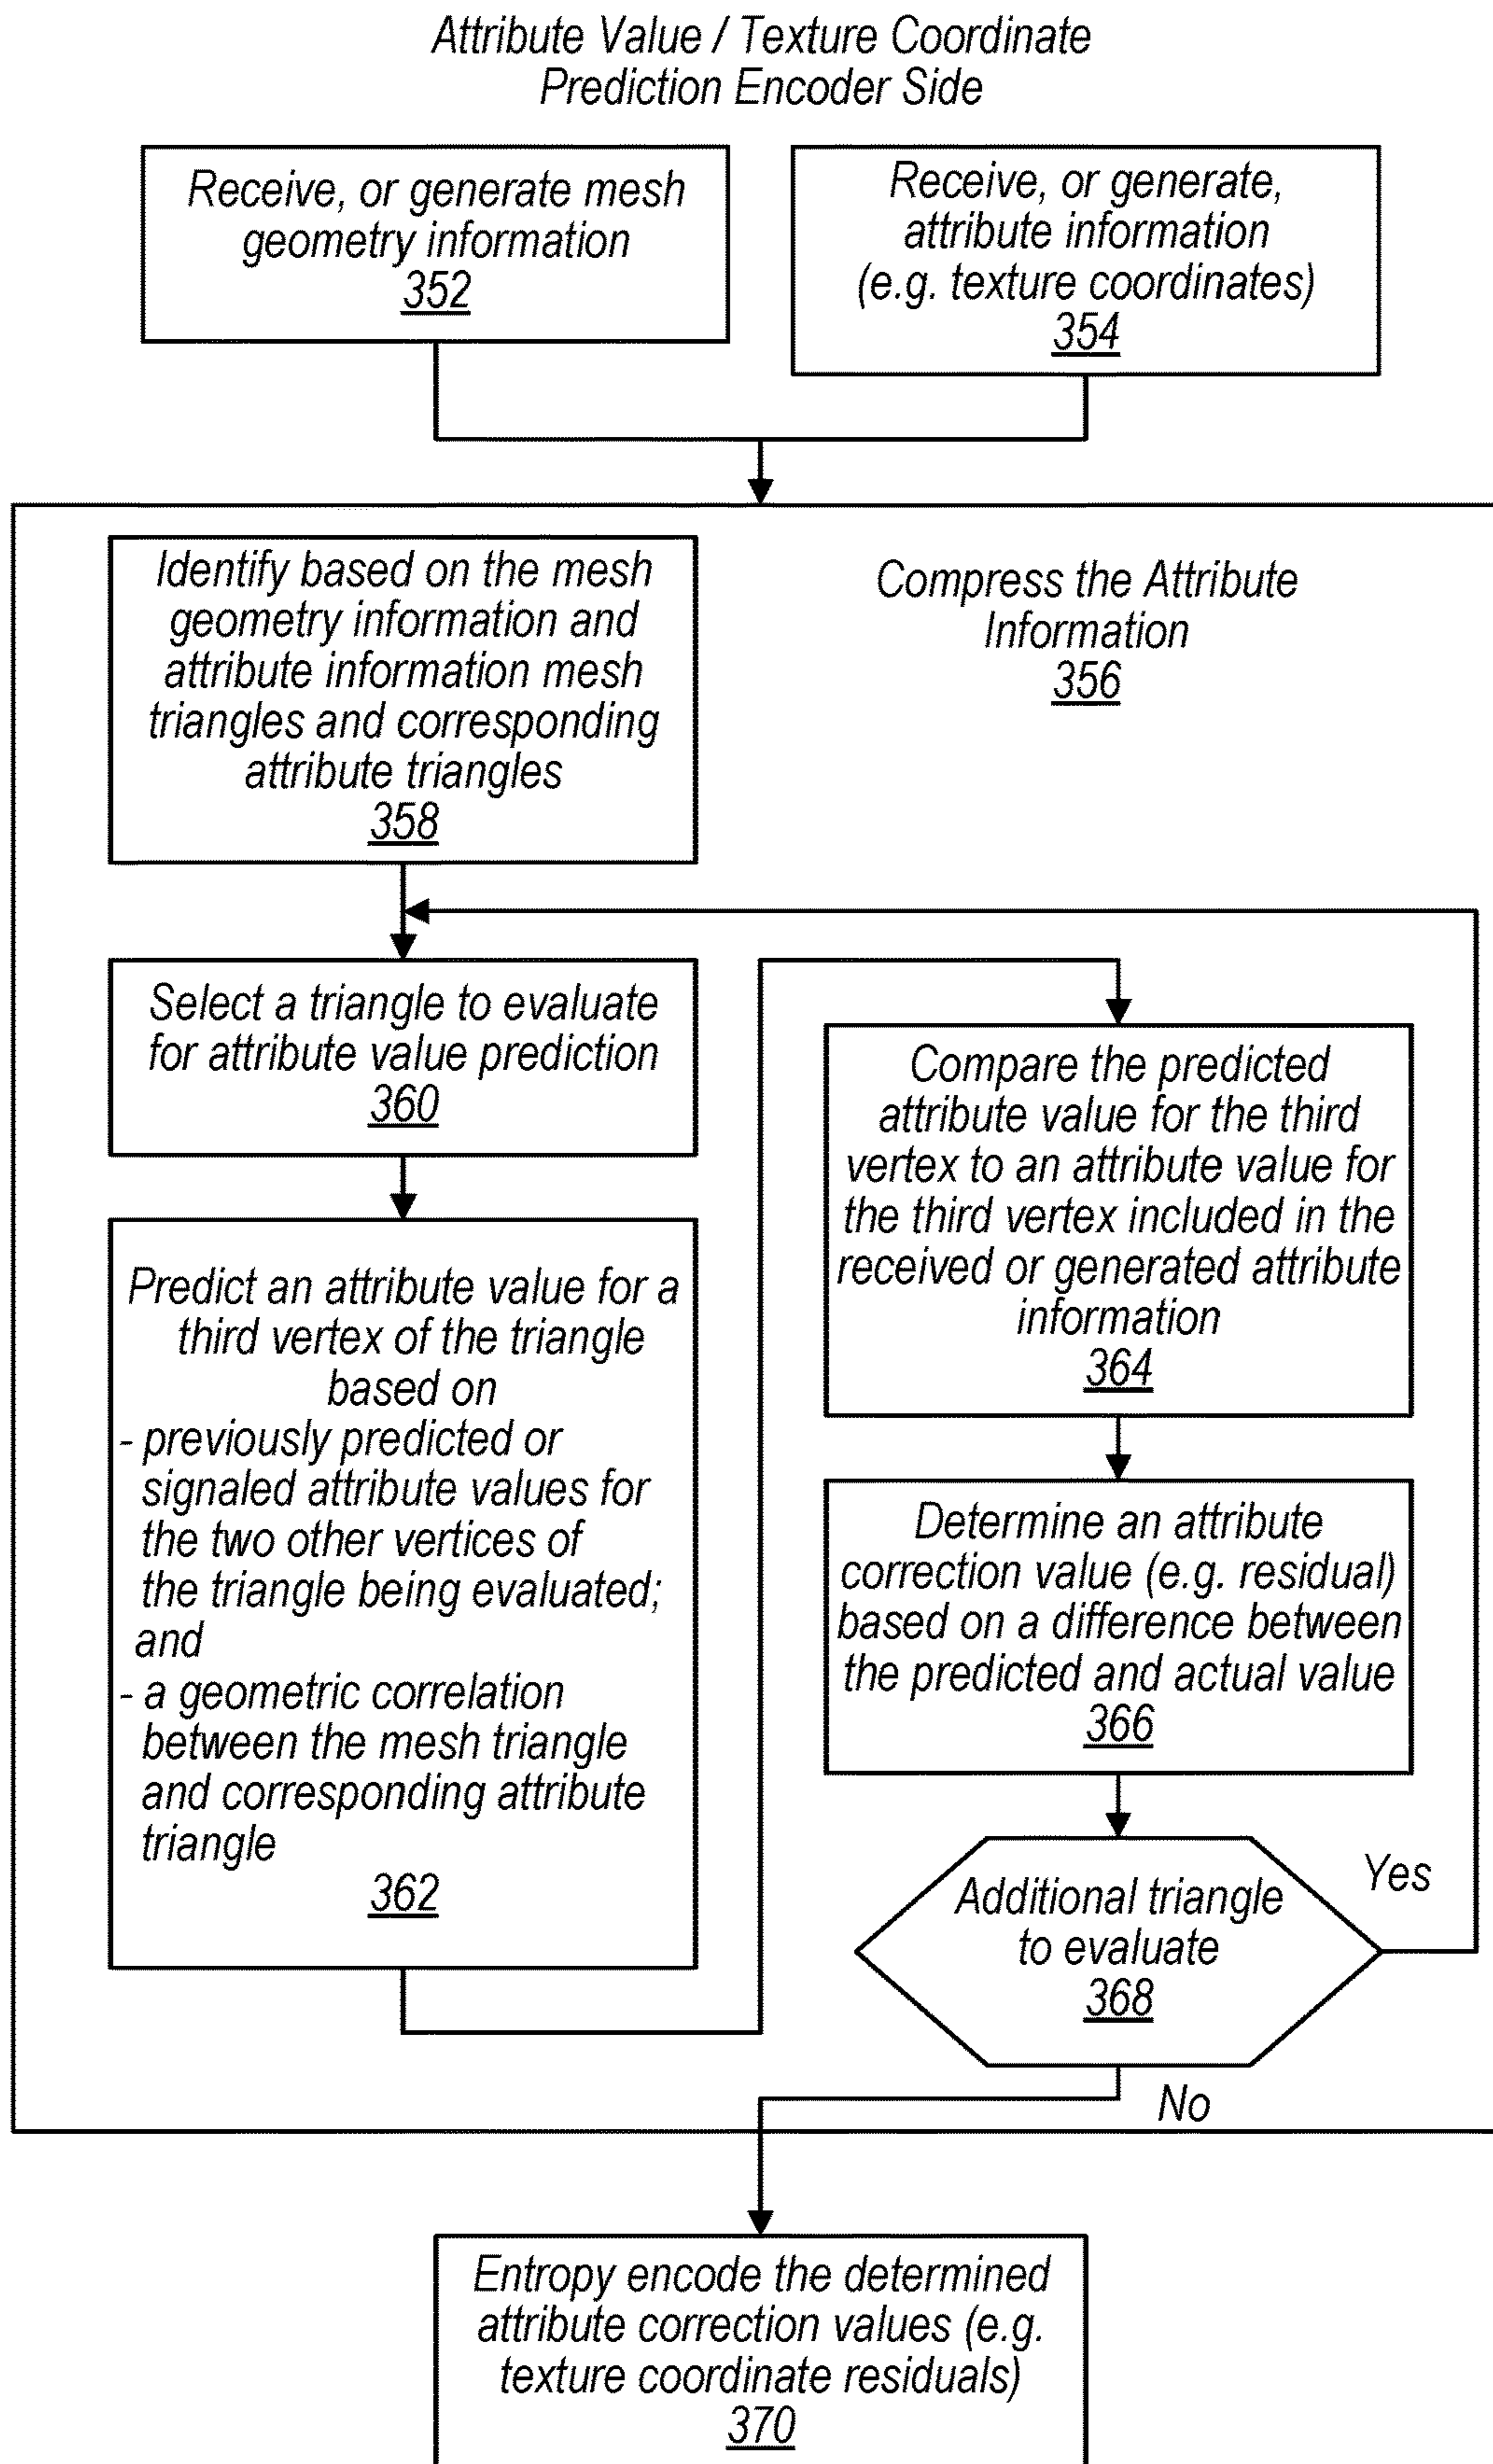 Attribute Value / Texture Coordinate
Prediction Encoder Side
Receive, or generate mesh
geometry information
352
Receive, or generate,
attribute information
(e.g. texture coordinates)
354
Compress the Attribute
Information
356
Identify based on the mesh
geometry information and
attribute information mesh
triangles and corresponding
attribute triangles
358
Select a triangle to evaluate
for attribute value prediction
360
Predict an attribute value for a
third vertex of the triangle
based on
- previously predicted or
signaled attribute values for
the two other vertices of
the triangle being evaluated;
and
- a geometric correlation
between the mesh triangle
and corresponding attribute
triangle
362
Compare the predicted
attribute value for the third
vertex to an attribute value for
the third vertex included in the
received or generated attribute
information
364
Determine an attribute
correction value (e.g. residual)
based on a difference between
the predicted and actual value
366
Additional triangle
to evaluate
368
Yes
No
Entropy encode the determined
attribute correction values (e.g.
texture coordinate residuals)
370